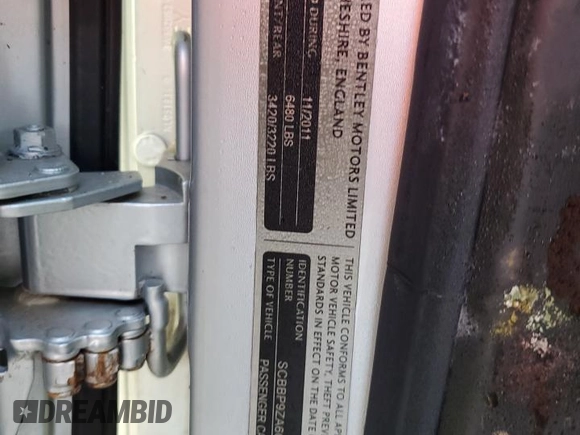 ED BY BENTLEY MOTORS LIMITED
ESHIRE, ENGLAND
DURING 11/2011
6480 LBS
NT/REAR 3420/3220 LBS
THIS VEHICLE CONFORMS TO ALL AP
MOTOR VEHICLE SAFETY, THEFT PREV
STANDARDS IN EFFECT ON THE DATE
IDENTIFICATION
NUMBER SCBBP92A6
TYPE OF VEHICLE PASSENGER
DREAMBID